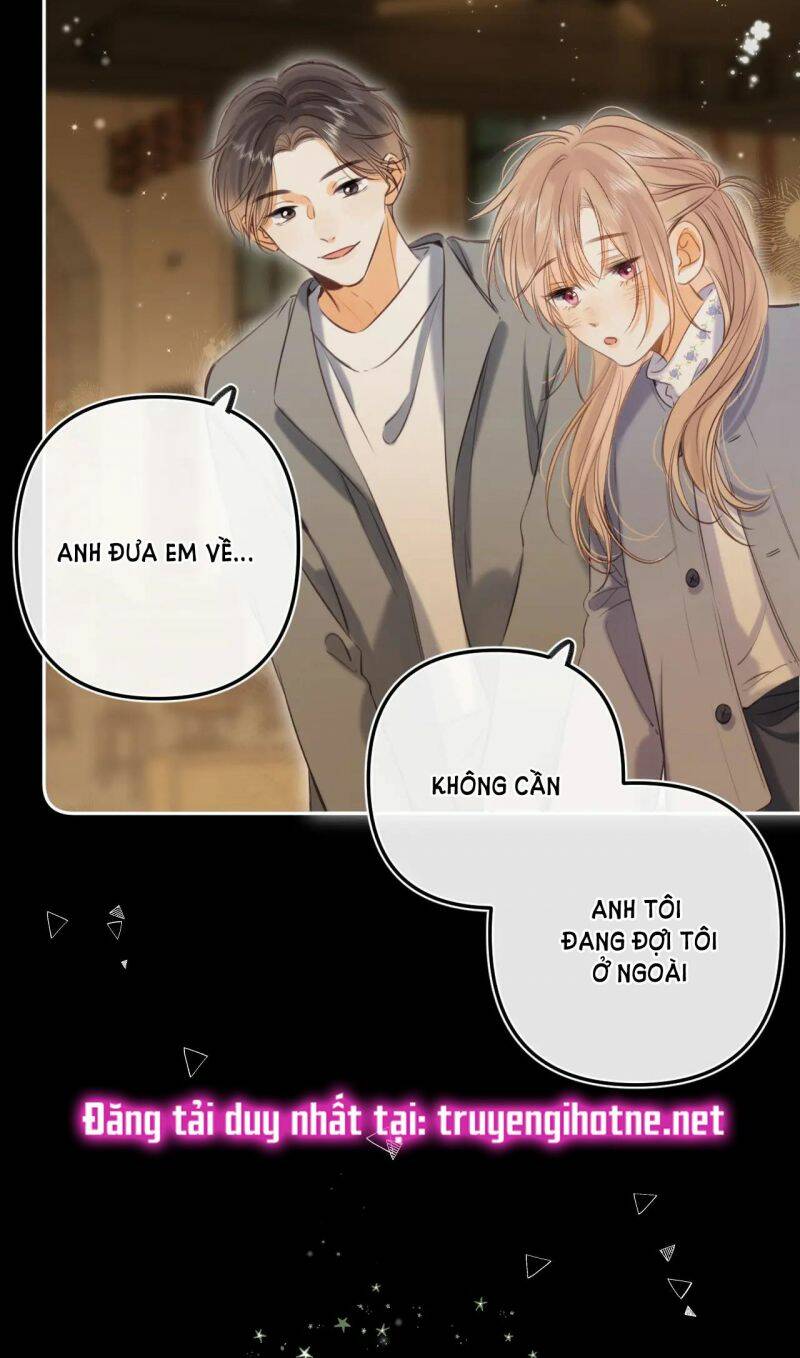 ANH ĐƯA EM VỀ...
KHÔNG CẦN
ANH TÔI
ĐANG ĐỢI TÔI
Ở NGOÀI
Đăng tải duy nhất tại: truyengihotne.net